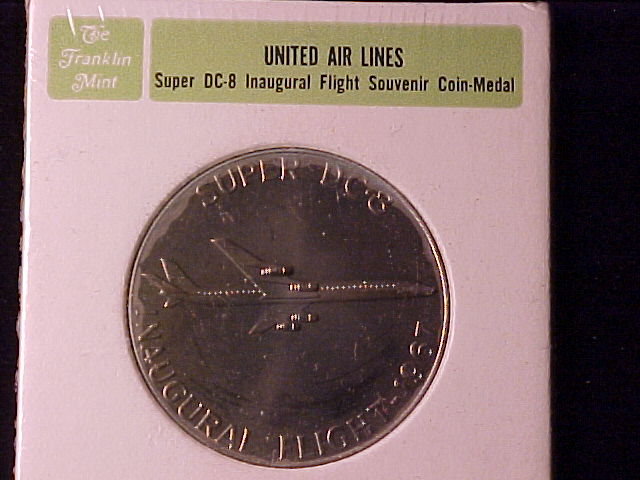 The
Franklin
Mint
UNITED AIR LINES
Super DC-8 Inaugural Flight Souvenir Coin-Medal
SUPER DC-8
INAUGURAL FLIGHT-1967